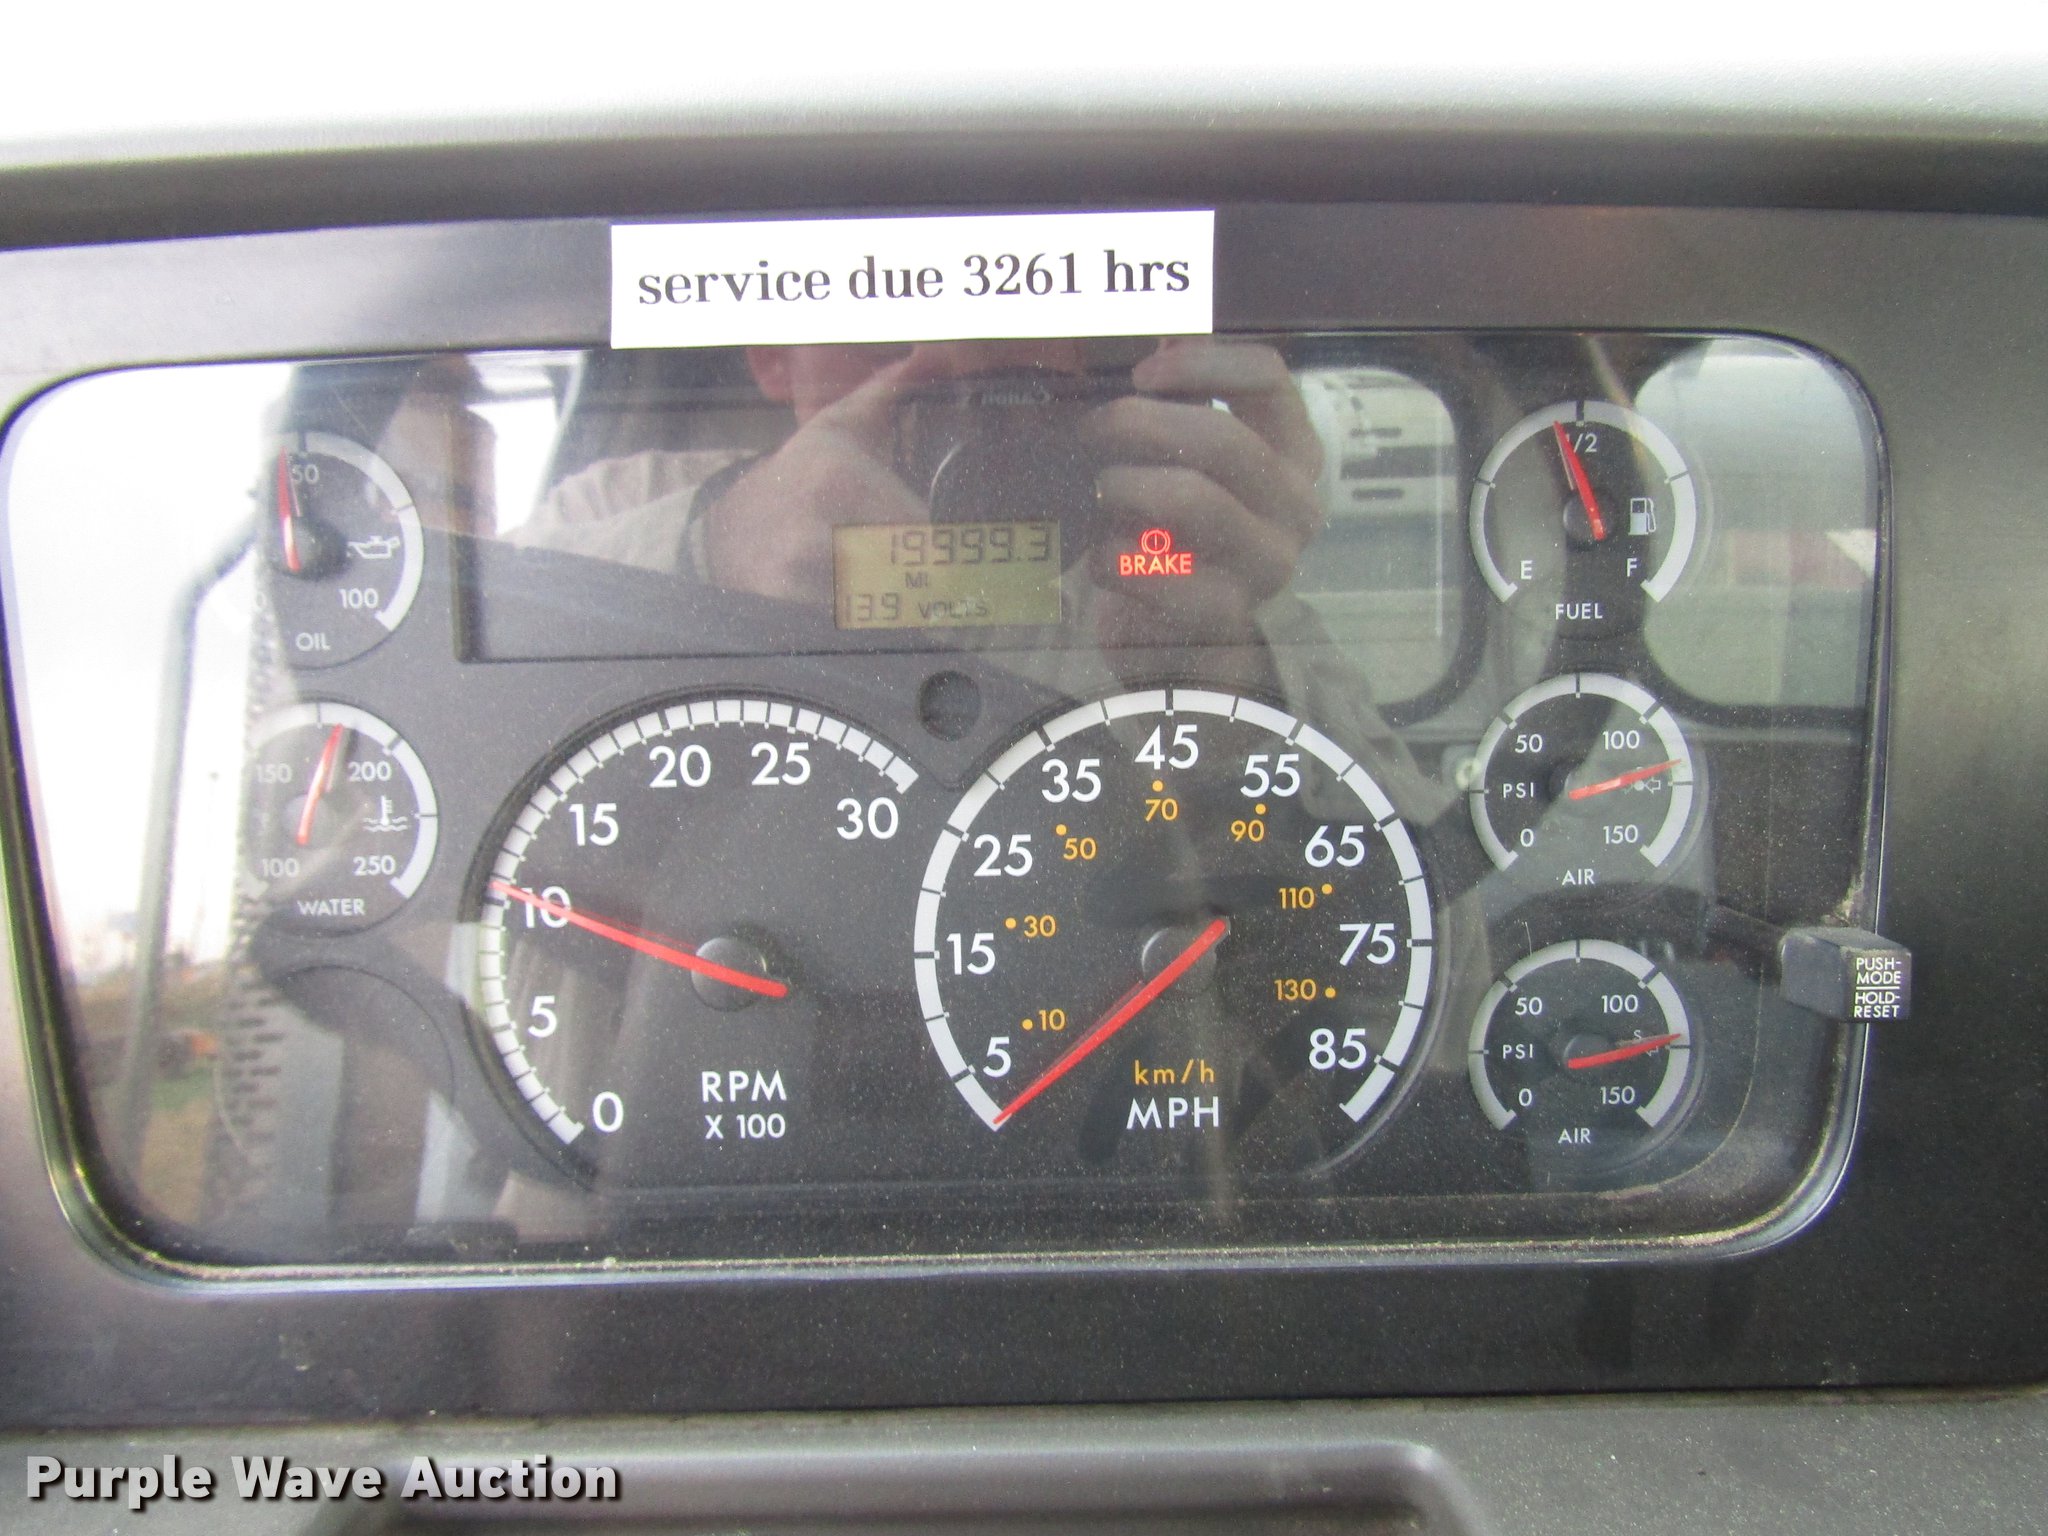 service due 3261 hrs
Canon
50
100
OIL
19999.3
MI
13.9 VOLTS
BRAKE
1/2
E
F
FUEL
150
200
100
250
WATER
0
5
10
15
20
25
30
RPM
X 100
5
15
25
35
45
55
65
75
85
10
30
50
70
90
110
130
km/h
MPH
50
100
PSI
0
150
AIR
50
100
PSI
S
0
150
AIR
PUSH-
MODE
HOLD-
RESET
Purple Wave Auction